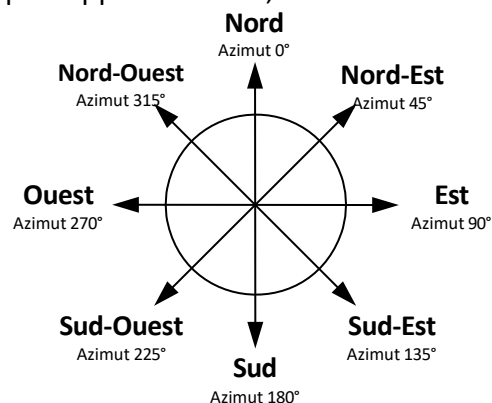 Nord
Azimut 0°
Nord-Ouest
Azimut 315°
Nord-Est
Azimut 45°
Ouest
Azimut 270°
Est
Azimut 90°
Sud-Ouest
Azimut 225°
Sud-Est
Azimut 135°
Sud
Azimut 180°